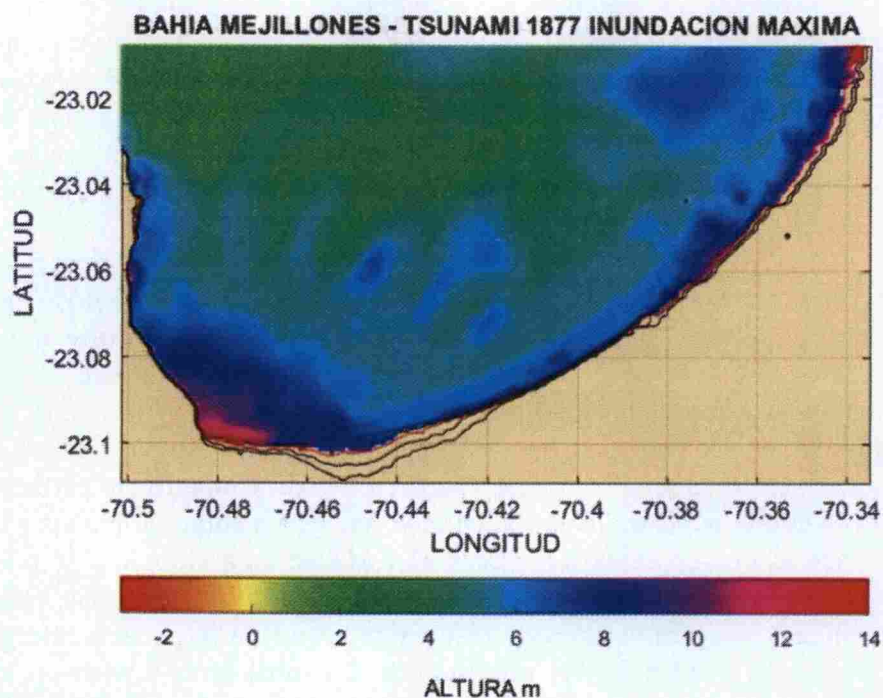 BAHIA MEJILLONES - TSUNAMI 1877 INUNDACION MAXIMA
-23.02
-23.04
-23.06
-23.08
-23.1
LATITUD
-70.5 -70.48 -70.46 -70.44 -70.42 -70.4 -70.38 -70.36 -70.34
LONGITUD
-2 0 2 4 6 8 10 12 14
ALTURA m